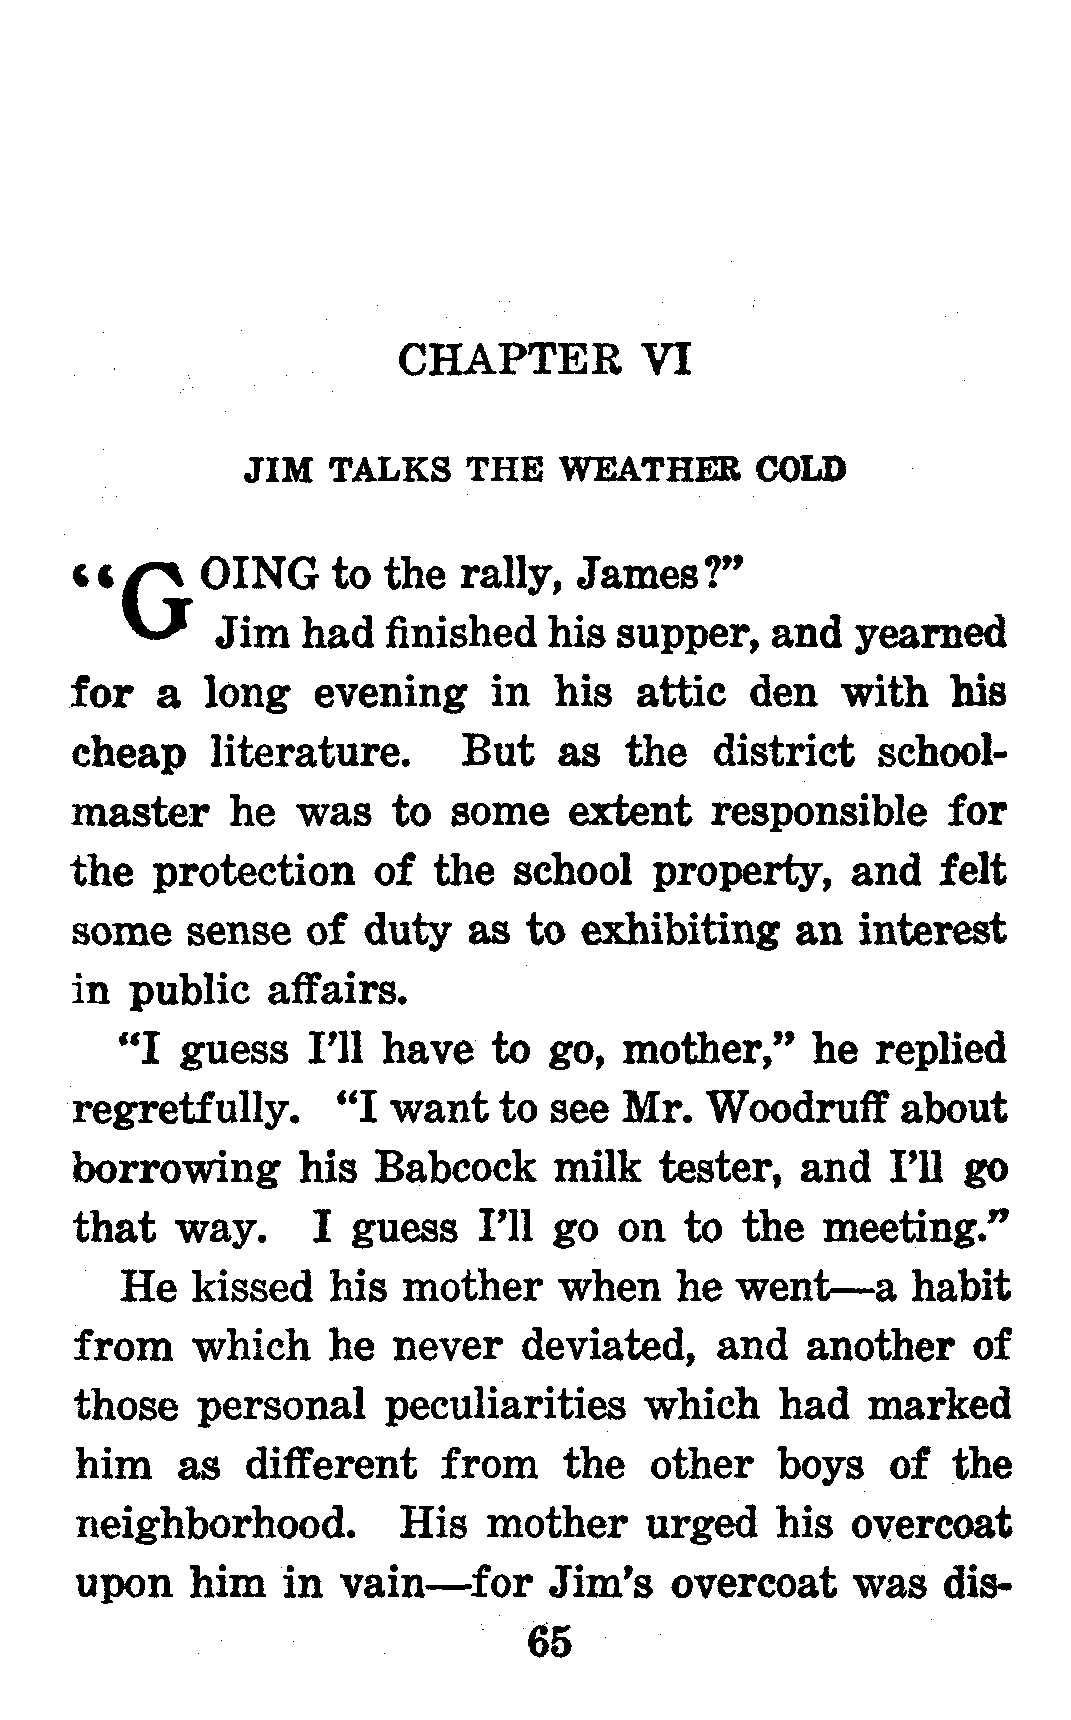 CHAPTER VI
JIM TALKS THE WEATHER COLD
“GOING to the rally, James?”
Jim had finished his supper, and yearned
for a long evening in his attic den with his
cheap literature. But as the district school-
master he was to some extent responsible for
the protection of the school property, and felt
some sense of duty as to exhibiting an interest
in public affairs.
“I guess I’ll have to go, mother,” he replied
regretfully. “I want to see Mr. Woodruff about
borrowing his Babcock milk tester, and I’ll go
that way. I guess I’ll go on to the meeting.”
He kissed his mother when he went—a habit
from which he never deviated, and another of
those personal peculiarities which had marked
him as different from the other boys of the
neighborhood. His mother urged his overcoat
upon him in vain—for Jim’s overcoat was dis-
65